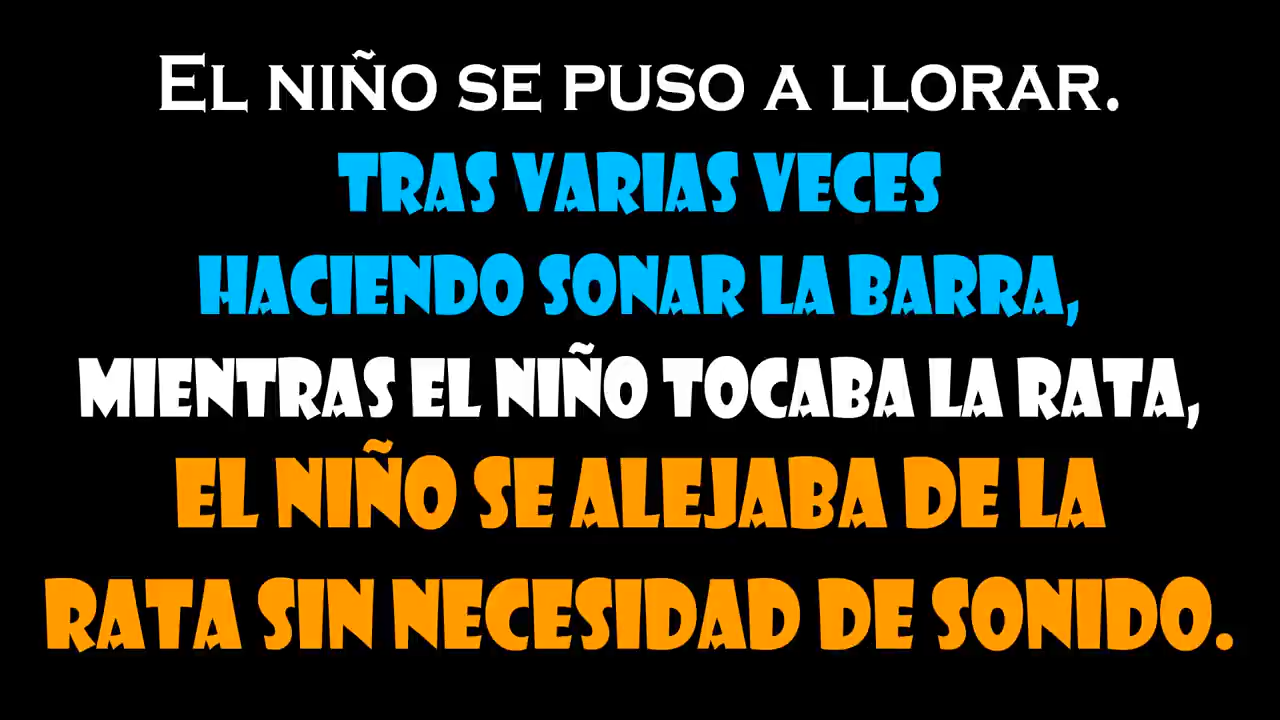 El niño se puso a llorar.
TRAS VARIAS VECES
HACIENDO SONAR LA BARRA,
MIENTRAS EL NIÑO TOCABA LA RATA,
EL NIÑO SE ALEJABA DE LA
RATA SIN NECESIDAD DE SONIDO.